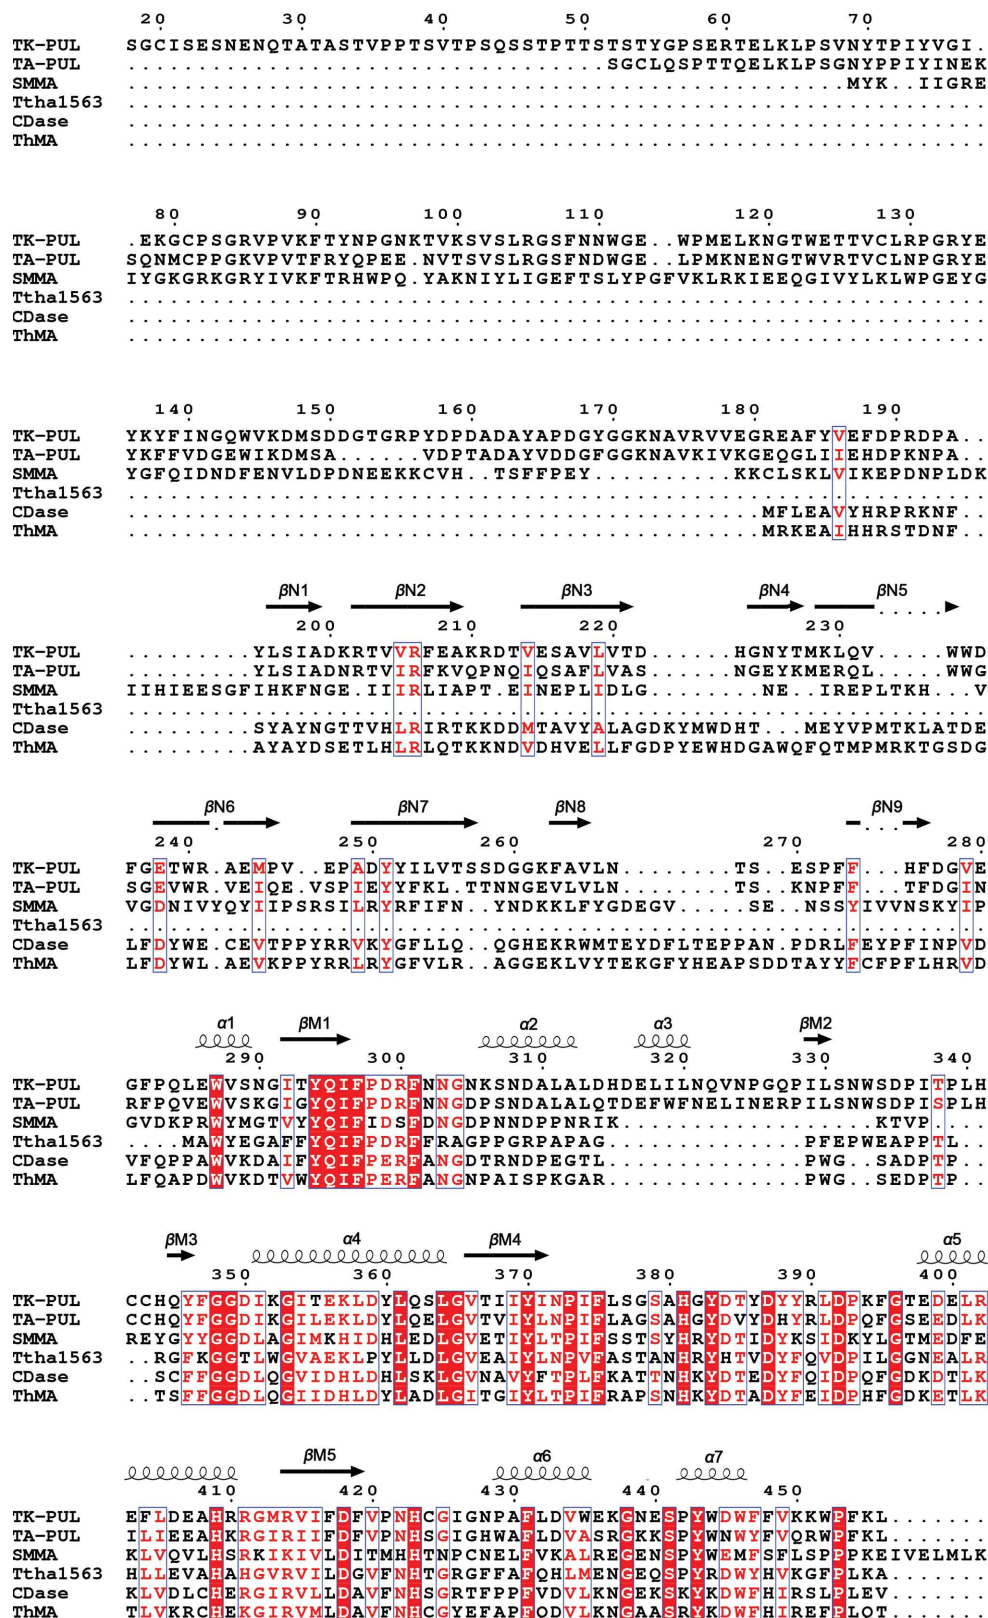 20 30 40 50 60 70
TK-PUL SGCISESNENQTATASTVPPTSVTPSQSSTPTTSTSTYGPSERTELKLPSVNYTPIYVGI.
TA-PUL ..................................SGCLQSPTTQELKLPSGNYPPIYINEK
SMMA ...................................................MYK..IIGRE
Ttha1563 .............................................................
CDase .............................................................
ThMA .............................................................
80 90 100 110 120 130
TK-PUL .EKGCPSGRVPVKFTYNPGNKTVKSVSLRGSFNNWGE..WPMELKNGTWETTVCLRPGRYE
TA-PUL SQNMCPPGKVPVTFRYQPEE.NVTSVSLRGSFNDWGE..LPMKNENGTWVRTVCLNPGRYE
SMMA IYGKGRKGRYIVKFTRHWPQ.YAKNIYLIGEFTSLYPGFVKLRKIEEQGIVYLKLWPGEYG
Ttha1563 .............................................................
CDase .............................................................
ThMA .............................................................
140 150 160 170 180 190
TK-PUL YKYFINGQWVKDMSDDGTGRPYDPDADAYAPDGYGGKNAVRVVEGREAFYVEFDPRDPA..
TA-PUL YKFFVDGEWIKDMSA......VDPTADAYVDDGFGGKNAVKIVKGEQGLIIEHDPKNPA..
SMMA YGFQIDNDFENVLDPDNEEKKCVH..TSFFPEY..........KKCLSKLVIKEPDNPLDK
Ttha1563 .............................................................
CDase .............................................MFLEAVYHRPRKNF..
ThMA .............................................MRKEAIHHRSTDNF..
βN1 βN2 βN3 βN4 βN5
200 210 220 230
TK-PUL .........YLSIADKRTVVRFEAKRDTVESAVLVTD......HGNYTMKLQV.....WWD
TA-PUL .........YLSIADNRTVIRFKVQPNQIQSAFLVAS......NGEYKMERQL.....WWG
SMMA IIHIEESGFIHKFNGE.IIIRLIAPT.EINEPLIDLG........NE..IREPLTKH...V
Ttha1563 .............................................................
CDase .........SYAYNGTTVHLRIRTKKDDMTAVYALAGDKYMWDHT...MEYVPMTKLATDE
ThMA .........AYAYDSETLHLRLQTKKNDVDHVELLFGDPYEWHDGAWQFQTMPMRKTGSDG
βN6 βN7 βN8 βN9
240 250 260 270 280
TK-PUL FGETWR.AEMPV..EPADYYILVTSSDGGKFAVLN........TS..ESPFF...HFDGVE
TA-PUL SGEVWR.VEIQE.VSPIEYYFKL.TTNNGEVLVLN........TS..KNPFF...TFDGIN
SMMA VGDNIVYQYIIPSRSILRYRFIFN..YNDKKLFYGDEGV.....SE..NSSYIVVNSKYIP
Ttha1563 .............................................................
CDase LFDYWE.CEVTPPYRRVKYGFLLQ..QGHEKRWMTEYDFLTEPPAN.PDRLFEYPFINPVD
ThMA LFDYWL.AEVKPPYRRLRYGFVLR..AGGEKLVYTEKGFYHEAPSDDTAYYFCFPFLHRVD
α1 βM1 α2 α3 βM2
290 300 310 320 330 340
TK-PUL GFPQLEWVSNGITYQIFPDRFNNGNKSNDALALDHDELILNQVNPGQPILSNWSDPITPLH
TA-PUL RFPQVEWVSKGIGYQIFPDRFNNGDPSNDALALQTDEFWFNELINERPILSNWSDPISPLH
SMMA GVDKPRWYMGTVYYQIFIDSFDNGDPNNDPPNRIK..................KTVP....
Ttha1563 ....MAWYEGAFFYQIFPDRFFRAGPPGRPAPAG..............PFEPWEAPPTL..
CDase VFQPPAWVKDAIFYQIFPERFANGDTRNDPEGTL..............PWG..SADPTP..
ThMA LFQAPDWVKDTVWYQIFPERFANGNPAISPKGAR..............PWG..SEDPTP..
βM3 α4 βM4 α5
350 360 370 380 390 400
TK-PUL CCHQYFGGDIKGITEKLDYLQSLGVTIIYINPIFLSGSAHGYDTYDYYRLDPKFGTEDELR
TA-PUL CCHQYFGGDIKGILEKLDYLQELGVTVIYLNPIFLAGSAHGYDVYDHYRLDPQFGSEEDLK
SMMA REYGYYGGDLAGIMKHIDHLEDLGVETIYLNPIFSSTSYHRYDTIDYKSIDKYLGTMEDFE
Ttha1563 ..RGFKGGTLWGVAEKLPYLLDLGVEAIYLNPVFASTANHRYHTVDYFQVDPILGGNEALR
CDase ..SCFFGGDLQGVIDHLDHLSKLGVNAVYFTPLFKATTNHKYDTEDYFQIDPQFGDKDTLK
ThMA ..TSFFGGDLQGIIDHLDYLADLGITGIYLTPIFRAPSNHKYDTADYFEIDPHFGDKETLK
βM5 α6 α7
410 420 430 440 450
TK-PUL EFLDEAHRRGMRVIFDFVPNHCGIGNPAFLDVWEKGNESPYWDWFFVKKWPFKL.......
TA-PUL ILIEEAHKRGIRIIFDFVPNHCGIGHWAFLDVASRGKKSPYWNWYFVQRWPFKL.......
SMMA KLVQVLHSRKIKIVLDITMHHTNPCNELFVKALREGENSPYWEMFSFLSPPPKEIVELMLK
Ttha1563 HLLEVAHAHGVRVILDGVFNHTGRGFFAFQHLMENGEQSPYRDWYHVKGFPLKA.......
CDase KLVDLCHERGIRVLLDAVFNHSGRTFPPFVDVLKNGEKSKYKDWFHIRSLPLEV.......
ThMA TLVKRCHEKGIRVMLDAVFNHCGYEFAPFQDVLKNGAASRYKDWFHIREFPLQT.......